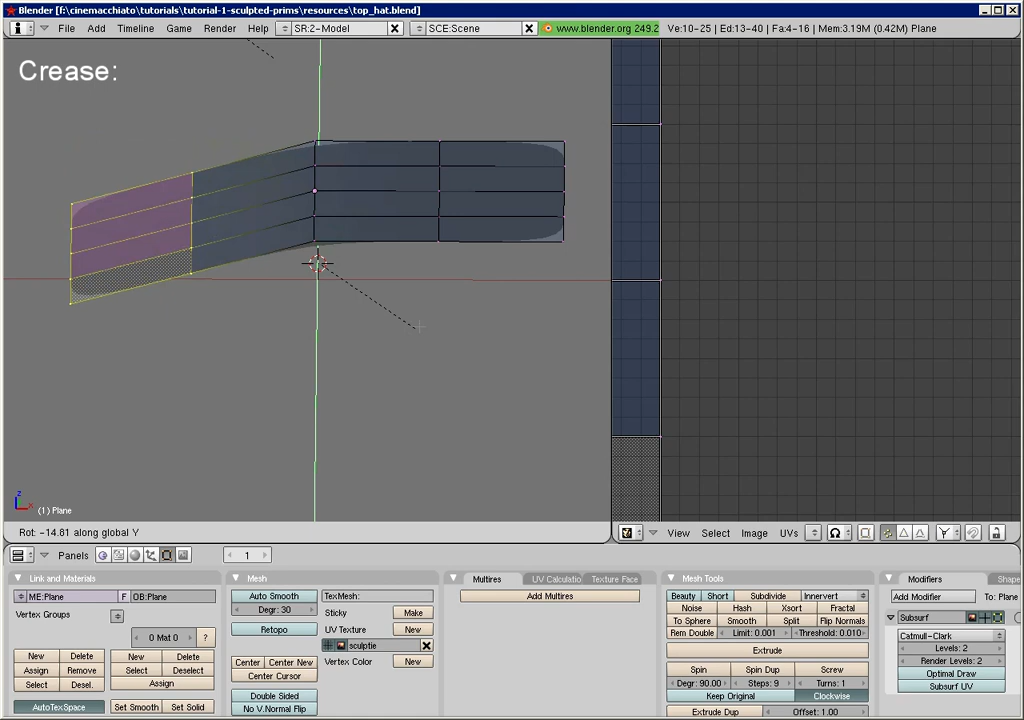 Blender [f:\cinemacchiato\tutorials\tutorial-1-sculpted-prims\resources\top_hat.blend]
File Add Timeline Game Render Help SR:2-Model SCE:Scene www.blender.org 249.2 Ve:10-25 | Ed:13-40 | Fa:4-16 | Mem:3.19M (0.42M) Plane
Crease:
z
x
(1) Plane
Rot: -14.81 along global Y
View Select Image UVs
Panels 1
Link and Materials
ME:Plane F OB:Plane
Vertex Groups
0 Mat 0 ?
New Delete New Delete
Assign Remove Select Deselect
Select Desel. Assign
AutoTexSpace Set Smooth Set Solid
Mesh
Auto Smooth TexMesh:
Degr: 30 Sticky Make
Retopo UV Texture New
sculptie
Center Center New Vertex Color New
Center Cursor
Double Sided
No V.Normal Flip
Multires UV Calculatio Texture Face
Add Multires
Mesh Tools
Beauty Short Subdivide Innervert
Noise Hash Xsort Fractal
To Sphere Smooth Split Flip Normals
Rem Double Limit: 0.001 Threshold: 0.010
Extrude
Spin Spin Dup Screw
Degr: 90.00 Steps: 9 Turns: 1
Keep Original Clockwise
Extrude Dup Offset: 1.00
Modifiers Shape
Add Modifier To: Plane
Subsurf
Catmull-Clark
Levels: 2
Render Levels: 2
Optimal Draw
Subsurf UV